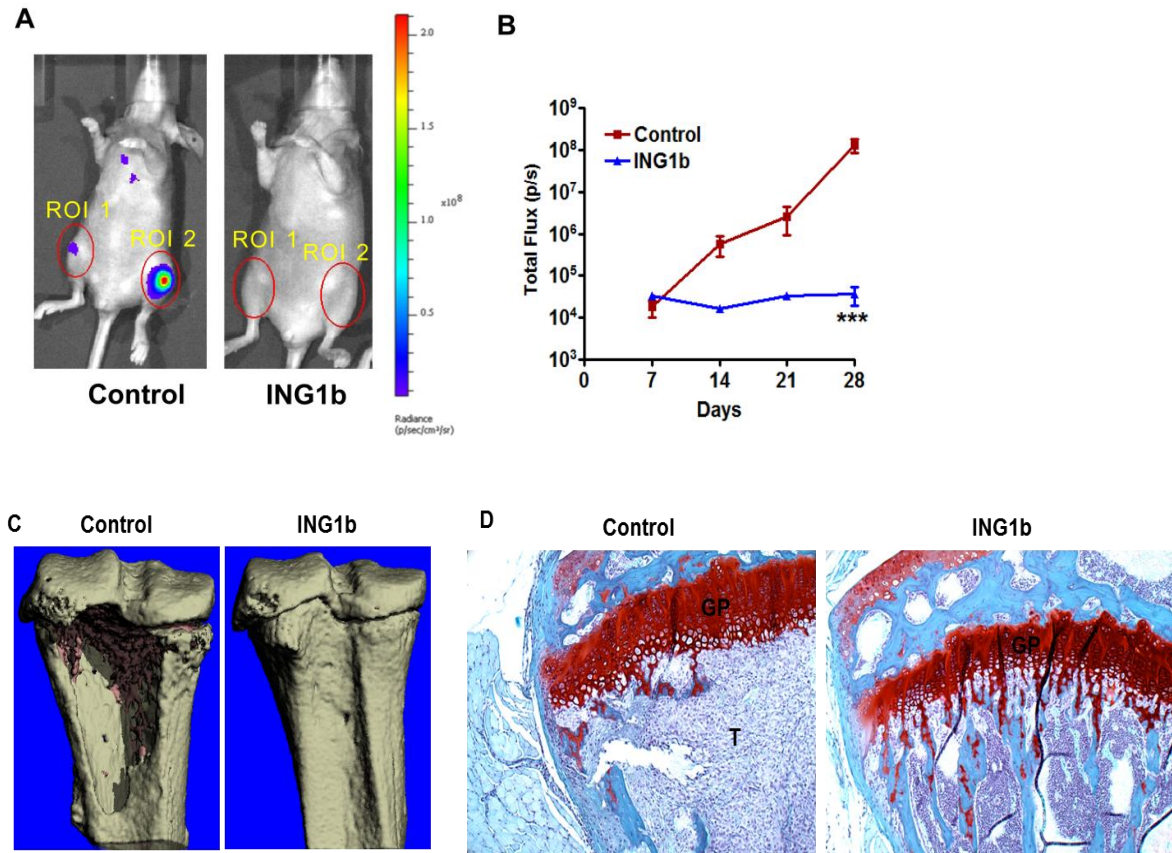 A
ROI 1
ROI 2
Control
ROI 1
ROI 2
ING1b
2.0
1.5
x10⁸
1.0
0.5
Radiance
(p/sec/cm²/sr)
B
Total Flux (p/s)
10⁹
10⁸
10⁷
10⁶
10⁵
10⁴
10³
Control
ING1b
***
0 7 14 21 28
Days
C
Control
ING1b
D
Control
ING1b
GP
T
GP